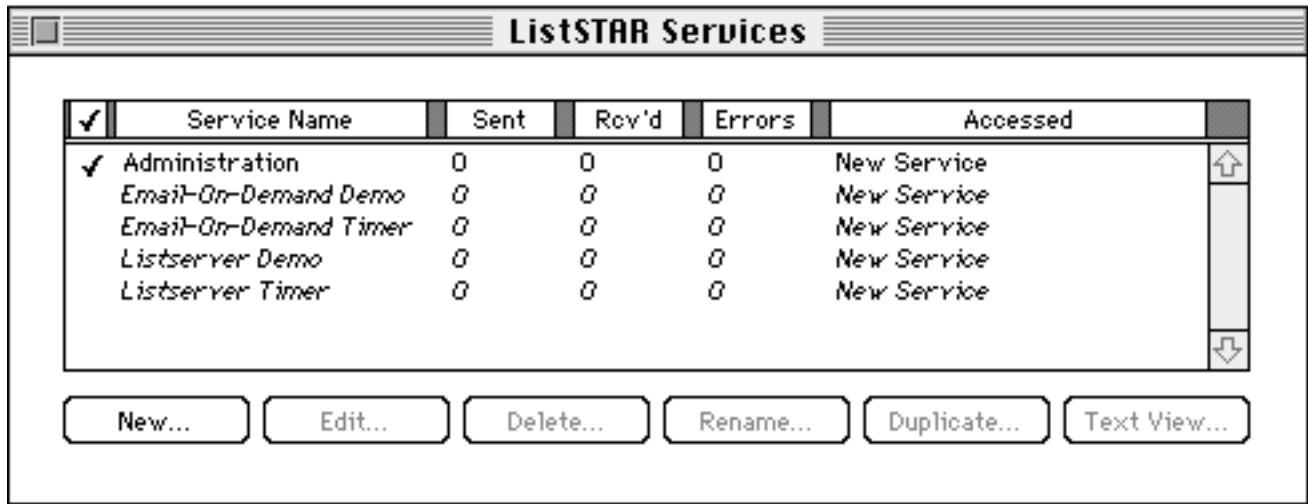 ListSTAR Services
✓ Service Name Sent Rcv'd Errors Accessed
✓ Administration 0 0 0 New Service
Email-On-Demand Demo 0 0 0 New Service
Email-On-Demand Timer 0 0 0 New Service
Listserver Demo 0 0 0 New Service
Listserver Timer 0 0 0 New Service
New... Edit... Delete... Rename... Duplicate... Text View...